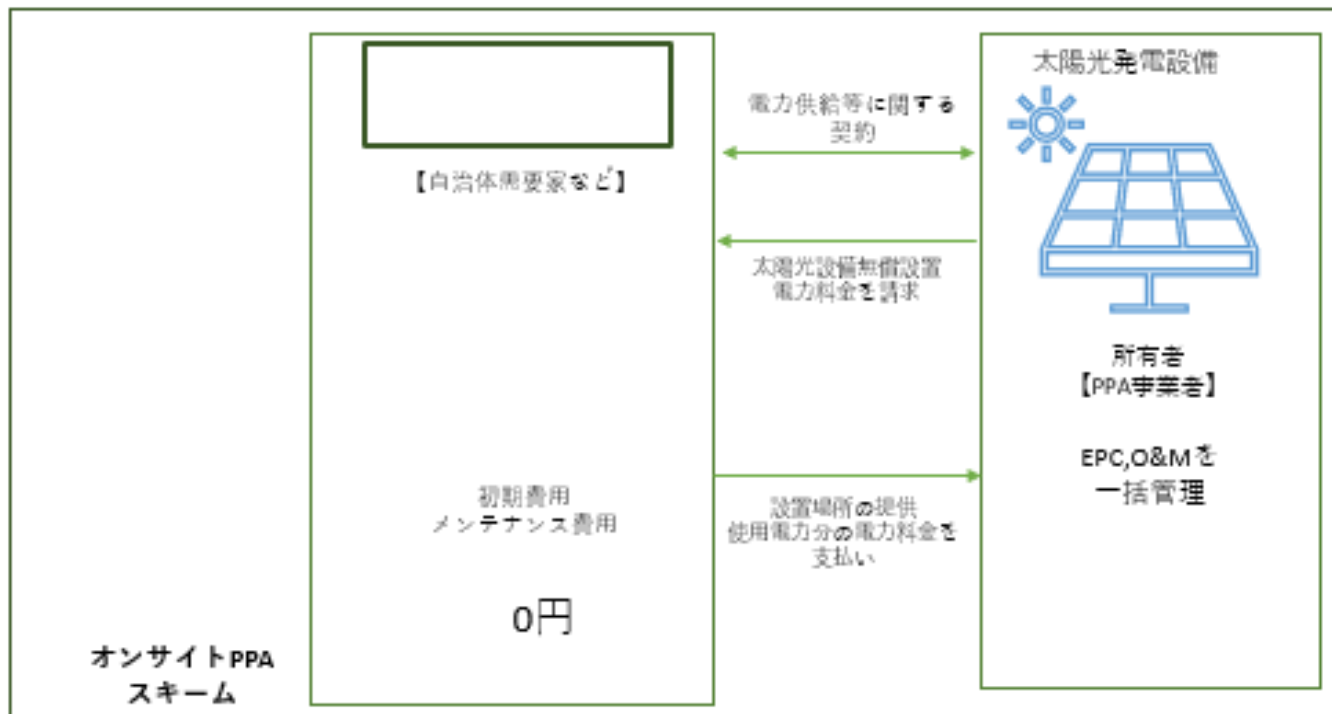 【自治体需要家など】
初期費用
メンテナンス費用
0円
オンサイトPPA
スキーム
電力供給等に関する
契約
太陽光設備無償設置
電力料金を請求
設置場所の提供
使用電力分の電力料金を
支払い
太陽光発電設備
所有者
【PPA事業者】
EPC,O&Mを
一括管理